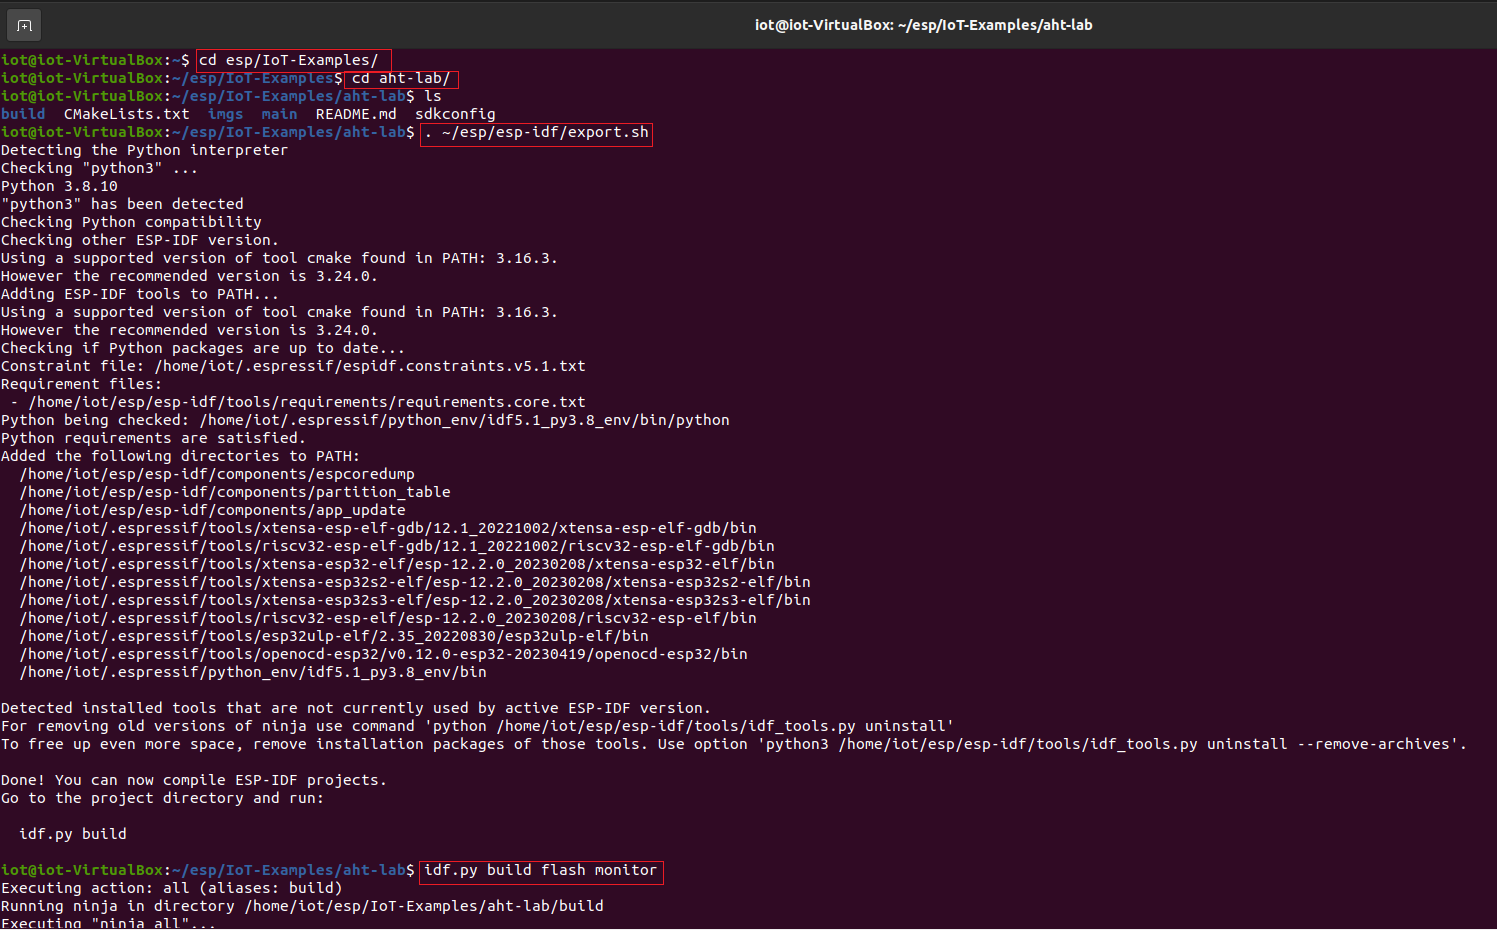 iot@iot-VirtualBox: ~/esp/IoT-Examples/aht-lab
iot@iot-VirtualBox:~$ cd esp/IoT-Examples/
iot@iot-VirtualBox:~/esp/IoT-Examples$ cd aht-lab/
iot@iot-VirtualBox:~/esp/IoT-Examples/aht-lab$ ls
build  CMakeLists.txt  imgs  main  README.md  sdkconfig
iot@iot-VirtualBox:~/esp/IoT-Examples/aht-lab$ . ~/esp/esp-idf/export.sh
Detecting the Python interpreter
Checking "python3" ...
Python 3.8.10
"python3" has been detected
Checking Python compatibility
Checking other ESP-IDF version.
Using a supported version of tool cmake found in PATH: 3.16.3.
However the recommended version is 3.24.0.
Adding ESP-IDF tools to PATH...
Using a supported version of tool cmake found in PATH: 3.16.3.
However the recommended version is 3.24.0.
Checking if Python packages are up to date...
Constraint file: /home/iot/.espressif/espidf.constraints.v5.1.txt
Requirement files:
 - /home/iot/esp/esp-idf/tools/requirements/requirements.core.txt
Python being checked: /home/iot/.espressif/python_env/idf5.1_py3.8_env/bin/python
Python requirements are satisfied.
Added the following directories to PATH:
  /home/iot/esp/esp-idf/components/espcoredump
  /home/iot/esp/esp-idf/components/partition_table
  /home/iot/esp/esp-idf/components/app_update
  /home/iot/.espressif/tools/xtensa-esp-elf-gdb/12.1_20221002/xtensa-esp-elf-gdb/bin
  /home/iot/.espressif/tools/riscv32-esp-elf-gdb/12.1_20221002/riscv32-esp-elf-gdb/bin
  /home/iot/.espressif/tools/xtensa-esp32-elf/esp-12.2.0_20230208/xtensa-esp32-elf/bin
  /home/iot/.espressif/tools/xtensa-esp32s2-elf/esp-12.2.0_20230208/xtensa-esp32s2-elf/bin
  /home/iot/.espressif/tools/xtensa-esp32s3-elf/esp-12.2.0_20230208/xtensa-esp32s3-elf/bin
  /home/iot/.espressif/tools/riscv32-esp-elf/esp-12.2.0_20230208/riscv32-esp-elf/bin
  /home/iot/.espressif/tools/esp32ulp-elf/2.35_20220830/esp32ulp-elf/bin
  /home/iot/.espressif/tools/openocd-esp32/v0.12.0-esp32-20230419/openocd-esp32/bin
  /home/iot/.espressif/python_env/idf5.1_py3.8_env/bin
Detected installed tools that are not currently used by active ESP-IDF version.
For removing old versions of ninja use command 'python /home/iot/esp/esp-idf/tools/idf_tools.py uninstall'
To free up even more space, remove installation packages of those tools. Use option 'python3 /home/iot/esp/esp-idf/tools/idf_tools.py uninstall --remove-archives'.
Done! You can now compile ESP-IDF projects.
Go to the project directory and run:
  idf.py build
iot@iot-VirtualBox:~/esp/IoT-Examples/aht-lab$ idf.py build flash monitor
Executing action: all (aliases: build)
Running ninja in directory /home/iot/esp/IoT-Examples/aht-lab/build
Executing "ninja all"...